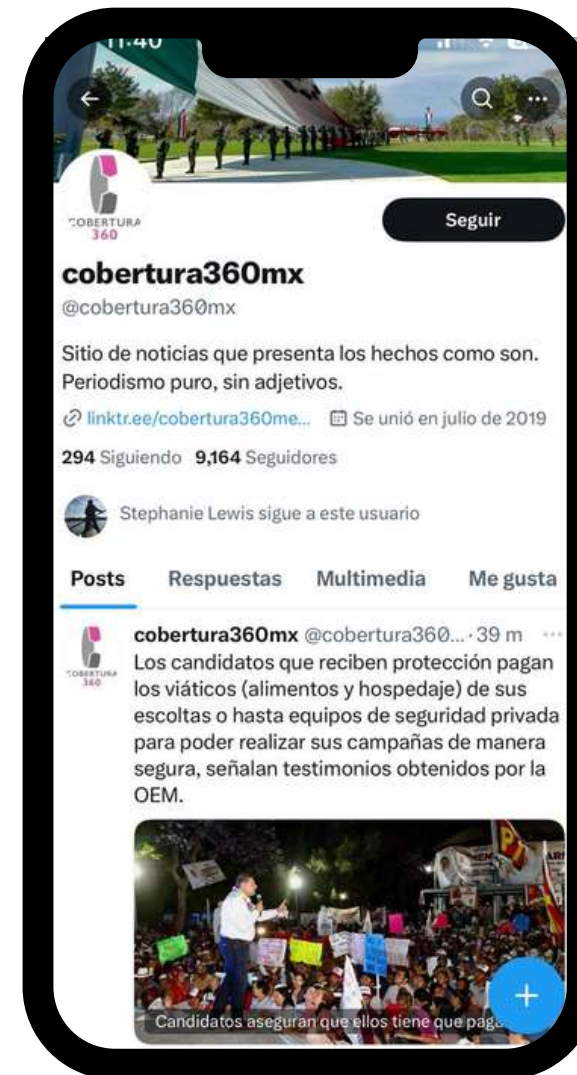 11:40
COBERTURA
360
Seguir
cobertura360mx
@cobertura360mx
Sitio de noticias que presenta los hechos como son.
Periodismo puro, sin adjetivos.
linktr.ee/cobertura360me... Se unió en julio de 2019
294 Siguiendo 9,164 Seguidores
Stephanie Lewis sigue a este usuario
Posts Respuestas Multimedia Me gusta
COBERTURA
360
cobertura360mx @cobertura360... · 39 m
Los candidatos que reciben protección pagan
los viáticos (alimentos y hospedaje) de sus
escoltas o hasta equipos de seguridad privada
para poder realizar sus campañas de manera
segura, señalan testimonios obtenidos por la
OEM.
Candidatos aseguran que ellos tiene que paga